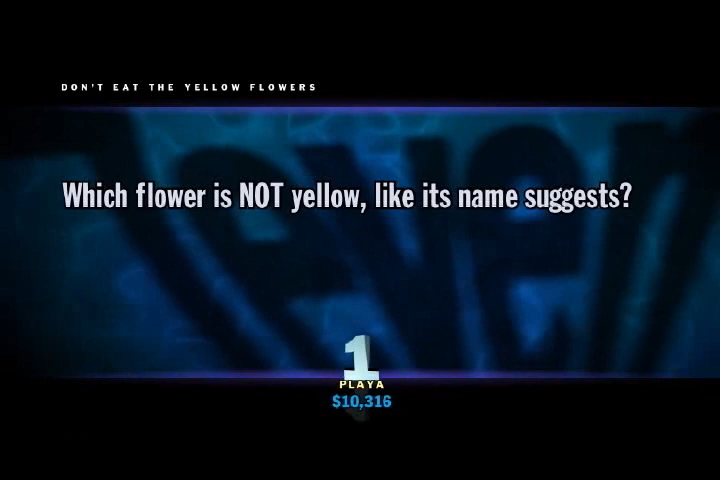 DON'T EAT THE YELLOW FLOWERS
Which flower is NOT yellow, like its name suggests?
1
PLAYA
$10,316